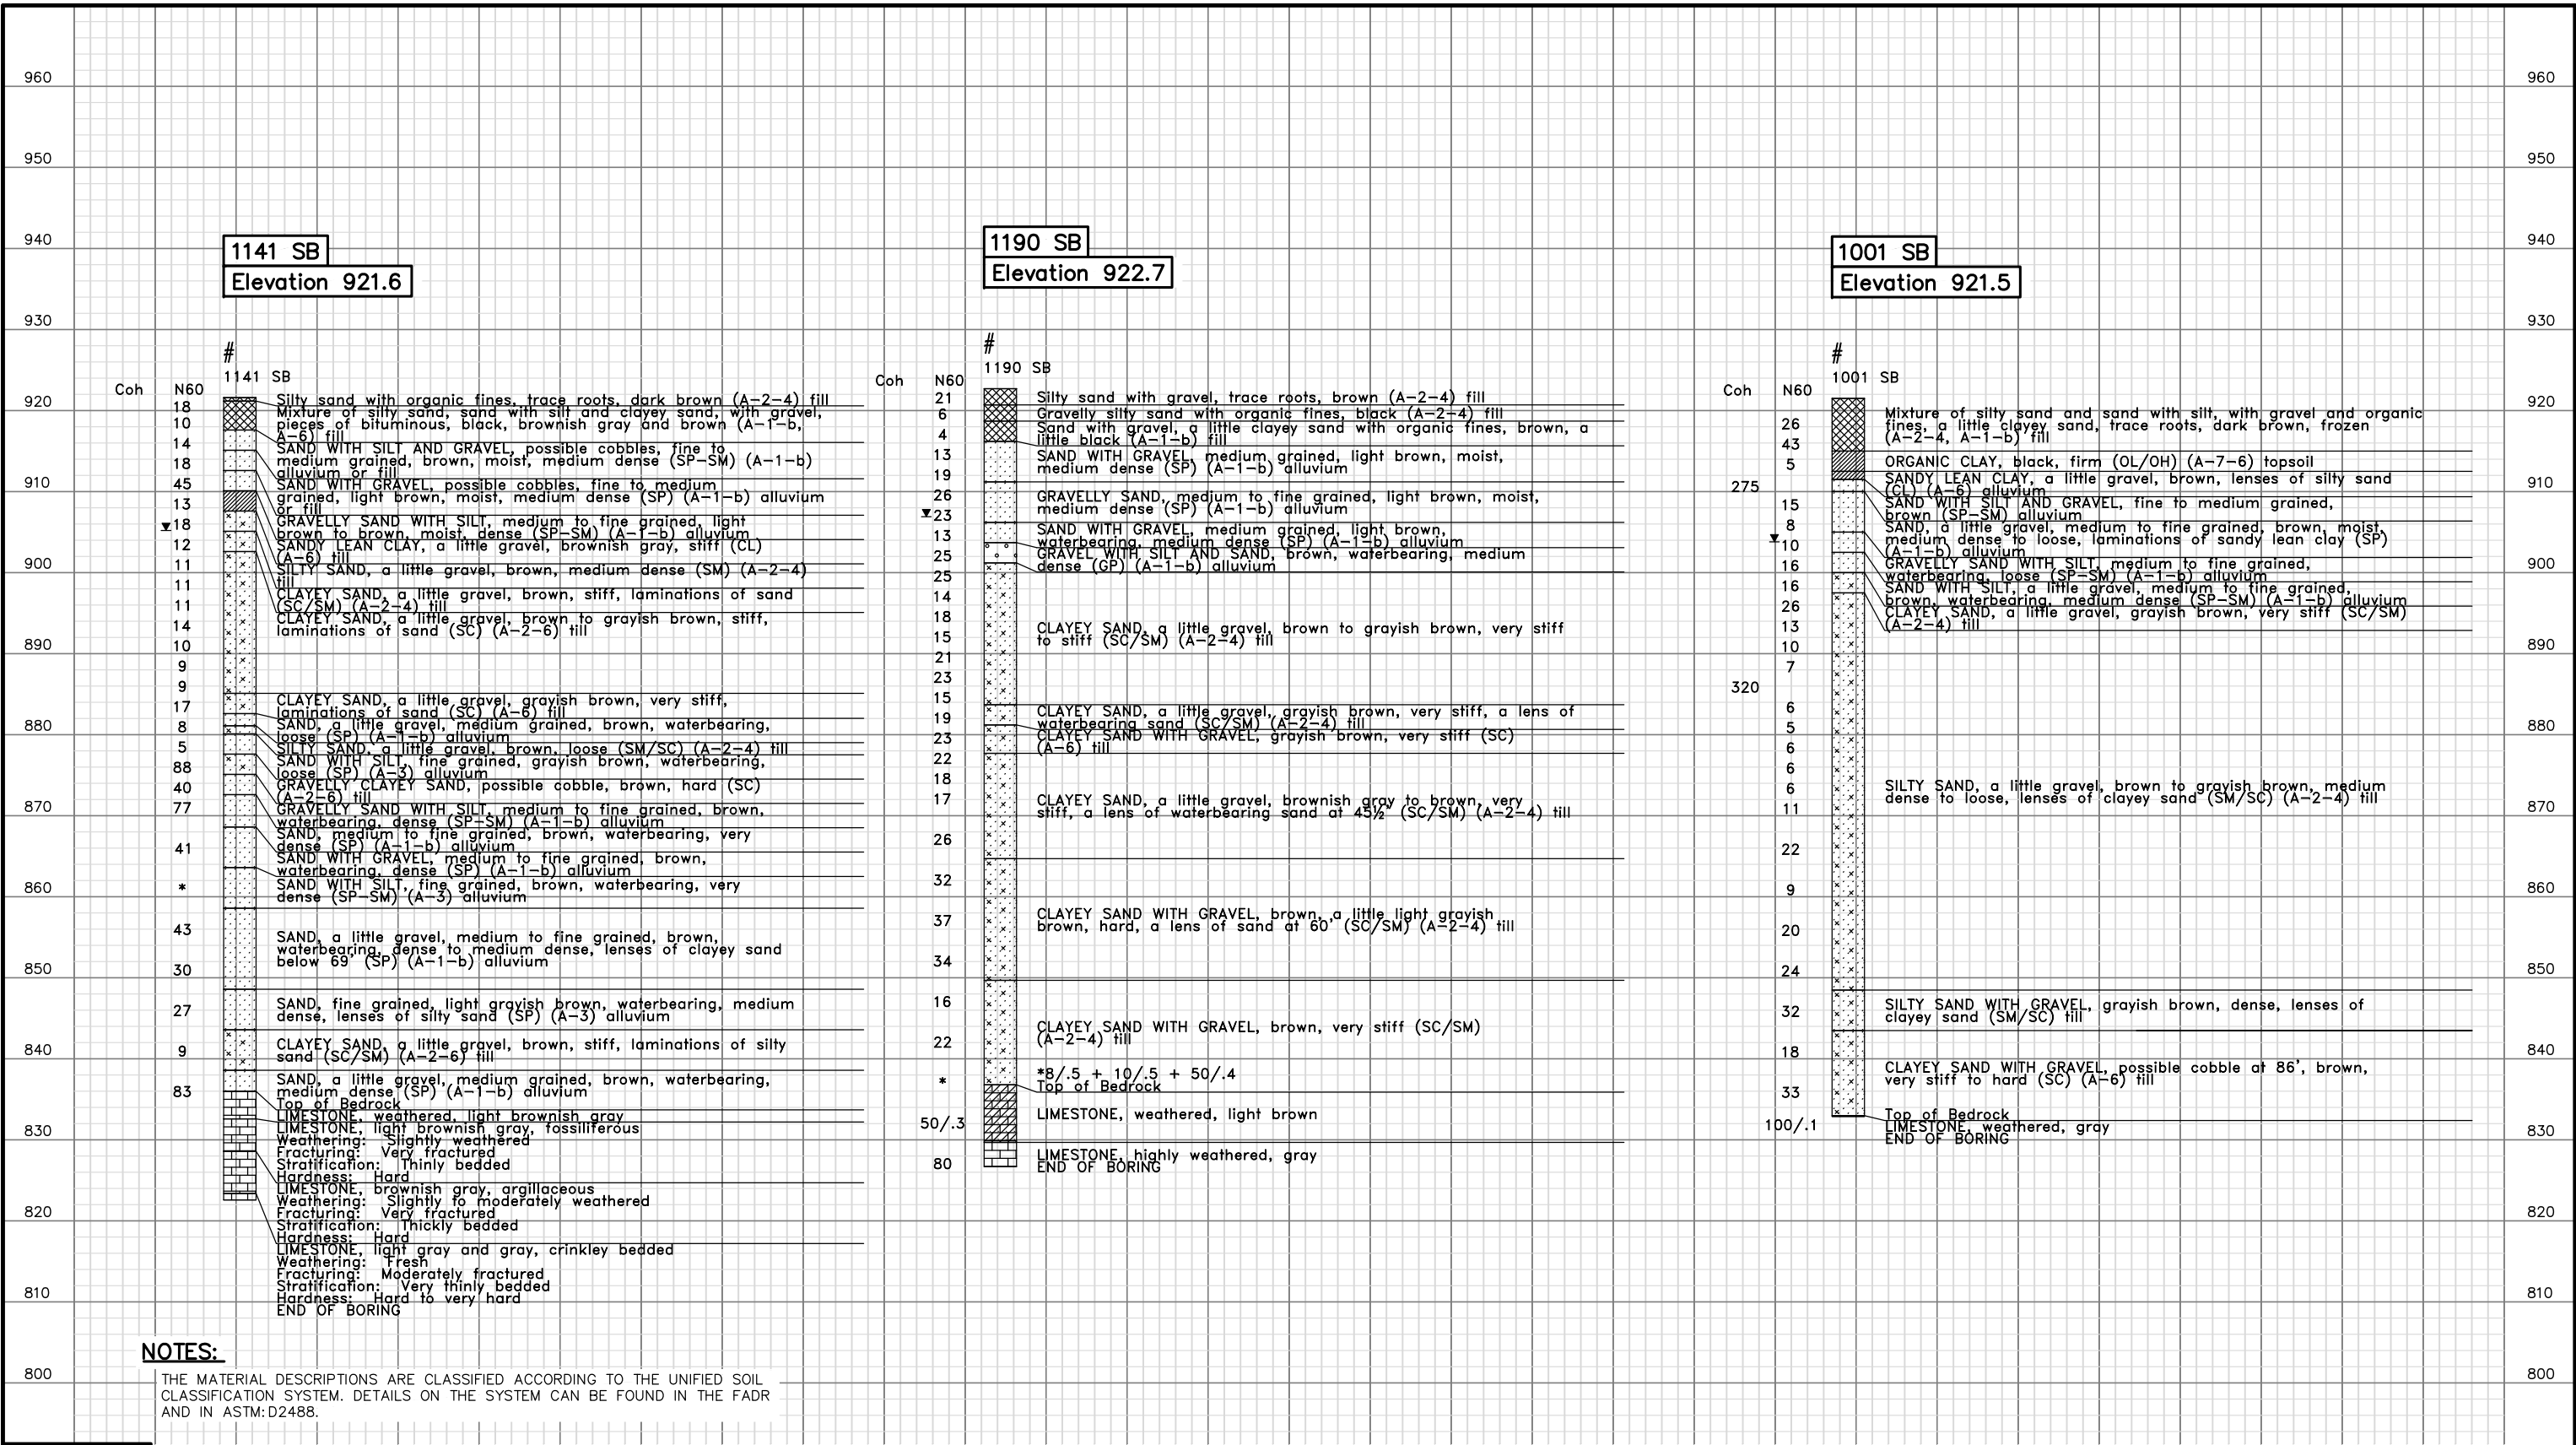 960
950
940
930
920
910
900
890
880
870
860
850
840
830
820
810
800
1141 SB
Elevation 921.6
#
1141 SB
Coh N60
18
10
14
18
45
13
18
12
11
11
11
14
10
9
9
17
8
5
88
40
77
41
*
43
30
27
9
83
Silty sand with organic fines, trace roots, dark brown (A-2-4) fill
Mixture of silty sand, sand with silt and clayey sand, with gravel,
pieces of bituminous, black, brownish gray and brown (A-1-b,
A-6) fill
SAND WITH SILT AND GRAVEL, possible cobbles, fine to
medium grained, brown, moist, medium dense (SP-SM) (A-1-b)
alluvium or fill
SAND WITH GRAVEL, possible cobbles, fine to medium
grained, light brown, moist, medium dense (SP) (A-1-b) alluvium
or fill
GRAVELLY SAND WITH SILT, medium to fine grained, light
brown to brown, moist, dense (SP-SM) (A-1-b) alluvium
SANDY LEAN CLAY, a little gravel, brownish gray, stiff (CL)
(A-6) till
SILTY SAND, a little gravel, brown, medium dense (SM) (A-2-4)
till
CLAYEY SAND, a little gravel, brown, stiff, laminations of sand
(SC/SM) (A-2-4) till
CLAYEY SAND, a little gravel, brown to grayish brown, stiff,
laminations of sand (SC) (A-2-6) till
CLAYEY SAND, a little gravel, grayish brown, very stiff,
laminations of sand (SC) (A-6) till
SAND, a little gravel, medium grained, brown, waterbearing,
loose (SP) (A-1-b) alluvium
SILTY SAND, a little gravel, brown, loose (SM/SC) (A-2-4) till
SAND WITH SILT, fine grained, grayish brown, waterbearing,
loose (SP) (A-3) alluvium
GRAVELLY CLAYEY SAND, possible cobble, brown, hard (SC)
(A-2-6) till
GRAVELLY SAND WITH SILT, medium to fine grained, brown,
waterbearing, dense (SP-SM) (A-1-b) alluvium
SAND, medium to fine grained, brown, waterbearing, very
dense (SP) (A-1-b) alluvium
SAND WITH GRAVEL, medium to fine grained, brown,
waterbearing, dense (SP) (A-1-b) alluvium
SAND WITH SILT, fine grained, brown, waterbearing, very
dense (SP-SM) (A-3) alluvium
SAND, a little gravel, medium to fine grained, brown,
waterbearing, dense to medium dense, lenses of clayey sand
below 69' (SP) (A-1-b) alluvium
SAND, fine grained, light grayish brown, waterbearing, medium
dense, lenses of silty sand (SP) (A-3) alluvium
CLAYEY SAND, a little gravel, brown, stiff, laminations of silty
sand (SC/SM) (A-2-6) till
SAND, a little gravel, medium grained, brown, waterbearing,
medium dense (SP) (A-1-b) alluvium
Top of Bedrock
LIMESTONE, weathered, light brownish gray
LIMESTONE, light brownish gray, fossiliferous
Weathering: Slightly weathered
Fracturing: Very fractured
Stratification: Thinly bedded
Hardness: Hard
LIMESTONE, brownish gray, argillaceous
Weathering: Slightly to moderately weathered
Fracturing: Very fractured
Stratification: Thickly bedded
Hardness: Hard
LIMESTONE, light gray and gray, crinkley bedded
Weathering: Fresh
Fracturing: Moderately fractured
Stratification: Very thinly bedded
Hardness: Hard to very hard
END OF BORING
1190 SB
Elevation 922.7
#
1190 SB
Coh N60
21
6
4
13
19
26
23
13
25
25
14
18
15
21
23
15
19
23
22
18
17
26
32
37
34
16
22
*
50/.3
80
Silty sand with gravel, trace roots, brown (A-2-4) fill
Gravelly silty sand with organic fines, black (A-2-4) fill
Sand with gravel, a little clayey sand with organic fines, brown, a
little black (A-1-b) fill
SAND WITH GRAVEL, medium grained, light brown, moist,
medium dense (SP) (A-1-b) alluvium
GRAVELLY SAND, medium to fine grained, light brown, moist,
medium dense (SP) (A-1-b) alluvium
SAND WITH GRAVEL, medium grained, light brown,
waterbearing, medium dense (SP) (A-1-b) alluvium
GRAVEL WITH SILT AND SAND, brown, waterbearing, medium
dense (GP) (A-1-b) alluvium
CLAYEY SAND, a little gravel, brown to grayish brown, very stiff
to stiff (SC/SM) (A-2-4) till
CLAYEY SAND, a little gravel, grayish brown, very stiff, a lens of
waterbearing sand (SC/SM) (A-2-4) till
CLAYEY SAND WITH GRAVEL, grayish brown, very stiff (SC)
(A-6) till
CLAYEY SAND, a little gravel, brownish gray to brown, very
stiff, a lens of waterbearing sand at 45½' (SC/SM) (A-2-4) till
CLAYEY SAND WITH GRAVEL, brown, a little light grayish
brown, hard, a lens of sand at 60' (SC/SM) (A-2-4) till
CLAYEY SAND WITH GRAVEL, brown, very stiff (SC/SM)
(A-2-4) till
*8/.5 + 10/.5 + 50/.4
Top of Bedrock
LIMESTONE, weathered, light brown
LIMESTONE, highly weathered, gray
END OF BORING
1001 SB
Elevation 921.5
#
1001 SB
Coh N60
26
43
5
275
15
8
10
16
16
26
13
10
7
320
6
5
6
6
6
11
22
9
20
24
32
18
33
100/.1
Mixture of silty sand and sand with silt, with gravel and organic
fines, a little clayey sand, trace roots, dark brown, frozen
(A-2-4, A-1-b) fill
ORGANIC CLAY, black, firm (OL/OH) (A-7-6) topsoil
SANDY LEAN CLAY, a little gravel, brown, lenses of silty sand
(CL) (A-6) alluvium
SAND WITH SILT AND GRAVEL, fine to medium grained,
brown (SP-SM) alluvium
SAND, a little gravel, medium to fine grained, brown, moist,
medium dense to loose, laminations of sandy lean clay (SP)
(A-1-b) alluvium
GRAVELLY SAND WITH SILT, medium to fine grained,
waterbearing, loose (SP-SM) (A-1-b) alluvium
SAND WITH SILT, a little gravel, medium to fine grained,
brown, waterbearing, medium dense (SP-SM) (A-1-b) alluvium
CLAYEY SAND, a little gravel, grayish brown, very stiff (SC/SM)
(A-2-4) till
SILTY SAND, a little gravel, brown to grayish brown, medium
dense to loose, lenses of clayey sand (SM/SC) (A-2-4) till
SILTY SAND WITH GRAVEL, grayish brown, dense, lenses of
clayey sand (SM/SC) till
CLAYEY SAND WITH GRAVEL, possible cobble at 86', brown,
very stiff to hard (SC) (A-6) till
Top of Bedrock
LIMESTONE, weathered, gray
END OF BORING
960
950
940
930
920
910
900
890
880
870
860
850
840
830
820
810
800
NOTES:
THE MATERIAL DESCRIPTIONS ARE CLASSIFIED ACCORDING TO THE UNIFIED SOIL
CLASSIFICATION SYSTEM. DETAILS ON THE SYSTEM CAN BE FOUND IN THE FADR
AND IN ASTM:D2488.